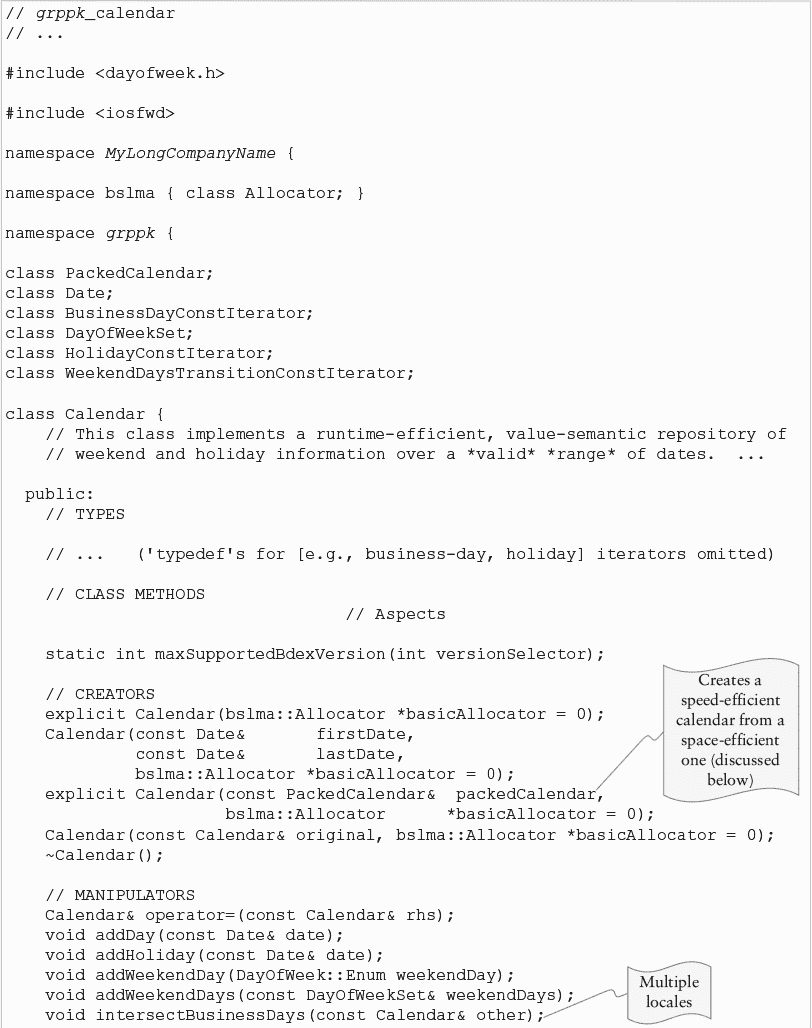 // grppk_calendar
// ...
#include <dayofweek.h>
#include <iosfwd>
namespace MyLongCompanyName {
namespace bslma { class Allocator; }
namespace grppk {
class PackedCalendar;
class Date;
class BusinessDayConstIterator;
class DayOfWeekSet;
class HolidayConstIterator;
class WeekendDaysTransitionConstIterator;
class Calendar {
    // This class implements a runtime-efficient, value-semantic repository of
    // weekend and holiday information over a *valid* *range* of dates.  ...
  public:
    // TYPES
    // ...   ('typedef's for [e.g., business-day, holiday] iterators omitted)
    // CLASS METHODS
                                  // Aspects
    static int maxSupportedBdexVersion(int versionSelector);
    // CREATORS
    explicit Calendar(bslma::Allocator *basicAllocator = 0);
    Calendar(const Date&       firstDate,
             const Date&       lastDate,
             bslma::Allocator *basicAllocator = 0);
    explicit Calendar(const PackedCalendar&  packedCalendar,
                      bslma::Allocator      *basicAllocator = 0);
    Calendar(const Calendar& original, bslma::Allocator *basicAllocator = 0);
    ~Calendar();
Creates a
speed-efficient
calendar from a
space-efficient
one (discussed
below)
    // MANIPULATORS
    Calendar& operator=(const Calendar& rhs);
    void addDay(const Date& date);
    void addHoliday(const Date& date);
    void addWeekendDay(DayOfWeek::Enum weekendDay);
    void addWeekendDays(const DayOfWeekSet& weekendDays);
    void intersectBusinessDays(const Calendar& other);
Multiple
locales